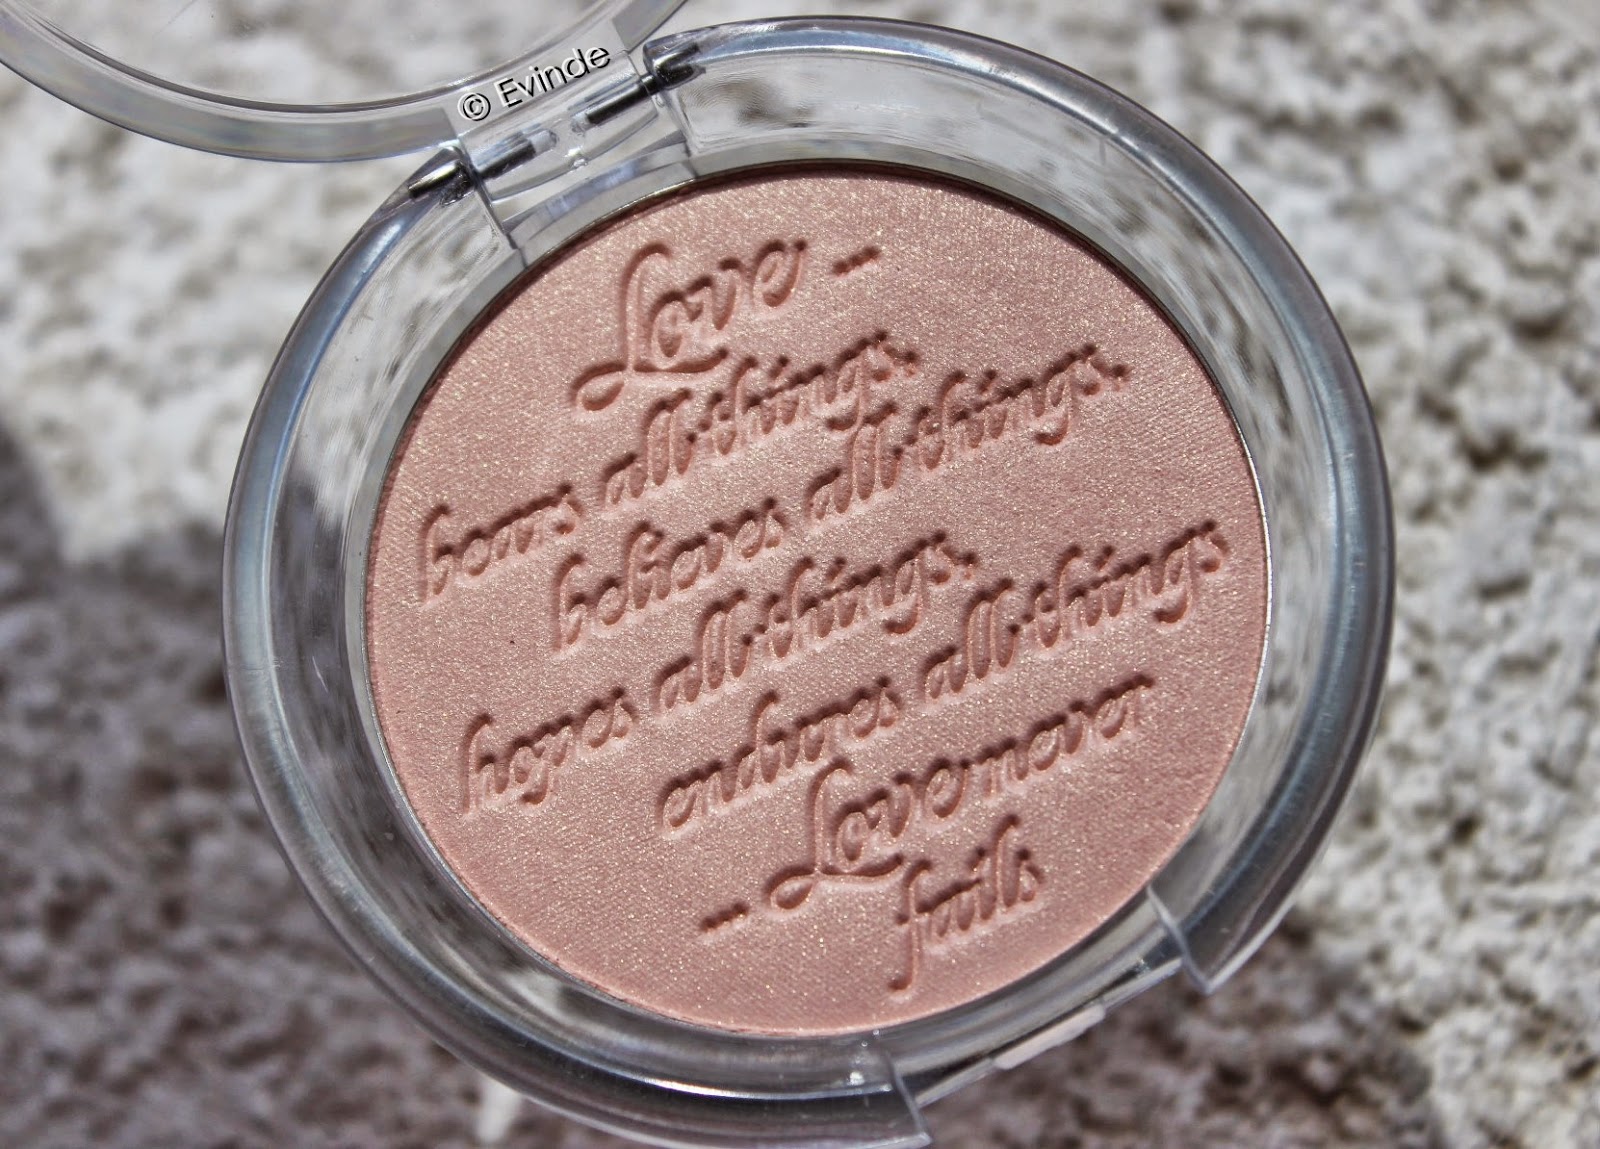 © Evinde
Love ...
bears all things,
believes all things,
hopes all things,
endures all things
... Love never
fails